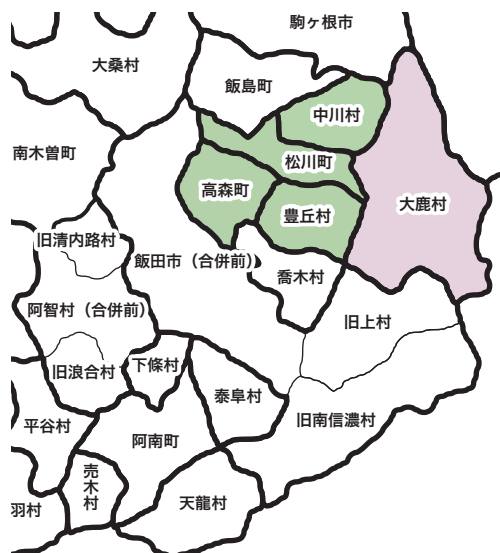 駒ヶ根市
大桑村
飯島町
中川村
南木曽町
松川町
高森町
大鹿村
豊丘村
旧清内路村
飯田市（合併前）
喬木村
阿智村（合併前）
旧上村
下條村
旧浪合村
泰阜村
旧南信濃村
平谷村
阿南町
売木村
天龍村
羽村